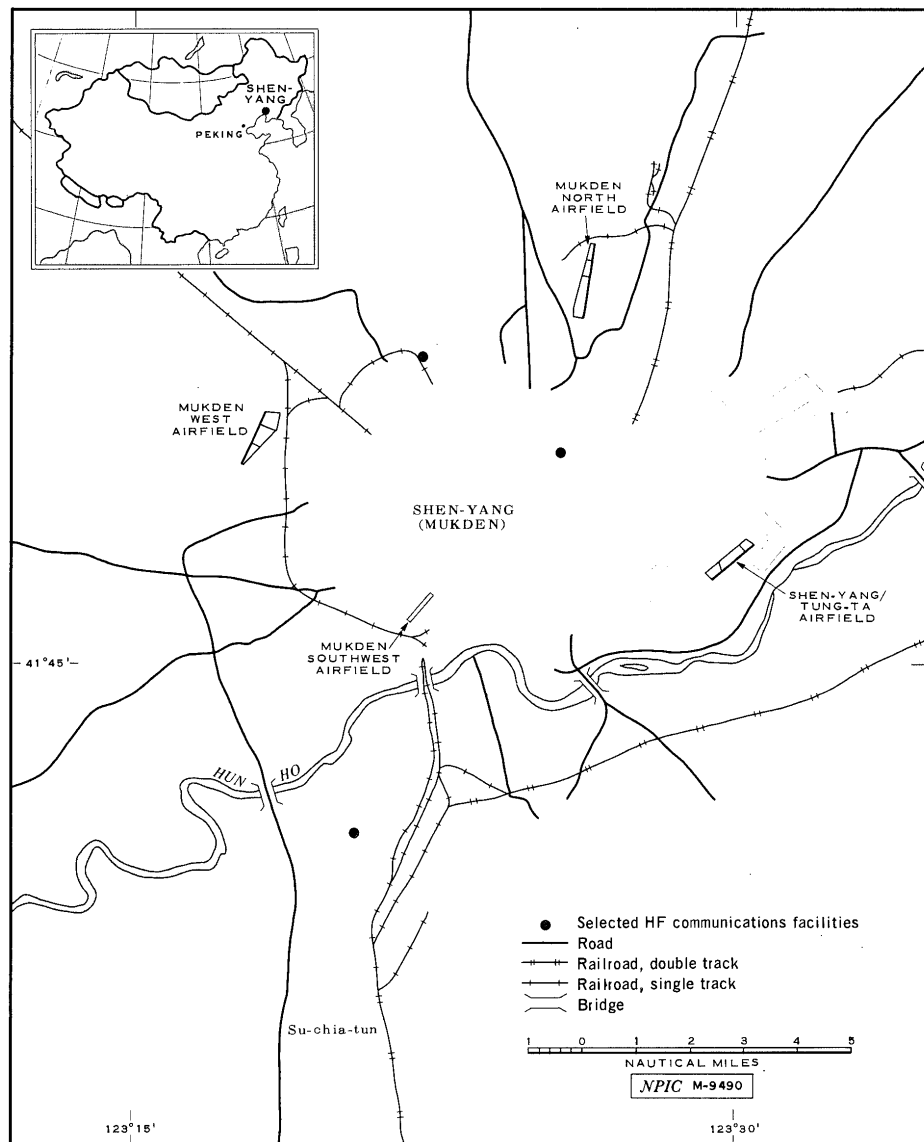 SHEN-
YANG
PEKING
MUKDEN
NORTH
AIRFIELD
MUKDEN
WEST
AIRFIELD
SHEN-YANG
(MUKDEN)
SHEN-YANG/
TUNG-TA
AIRFIELD
MUKDEN
SOUTHWEST
AIRFIELD
41°45'
HUN HO
Selected HF communications facilities
Road
Railroad, double track
Railroad, single track
Bridge
Su-chia-tun
1 0 1 2 3 4 5
NAUTICAL MILES
NPIC M-9490
123°15'
123°30'